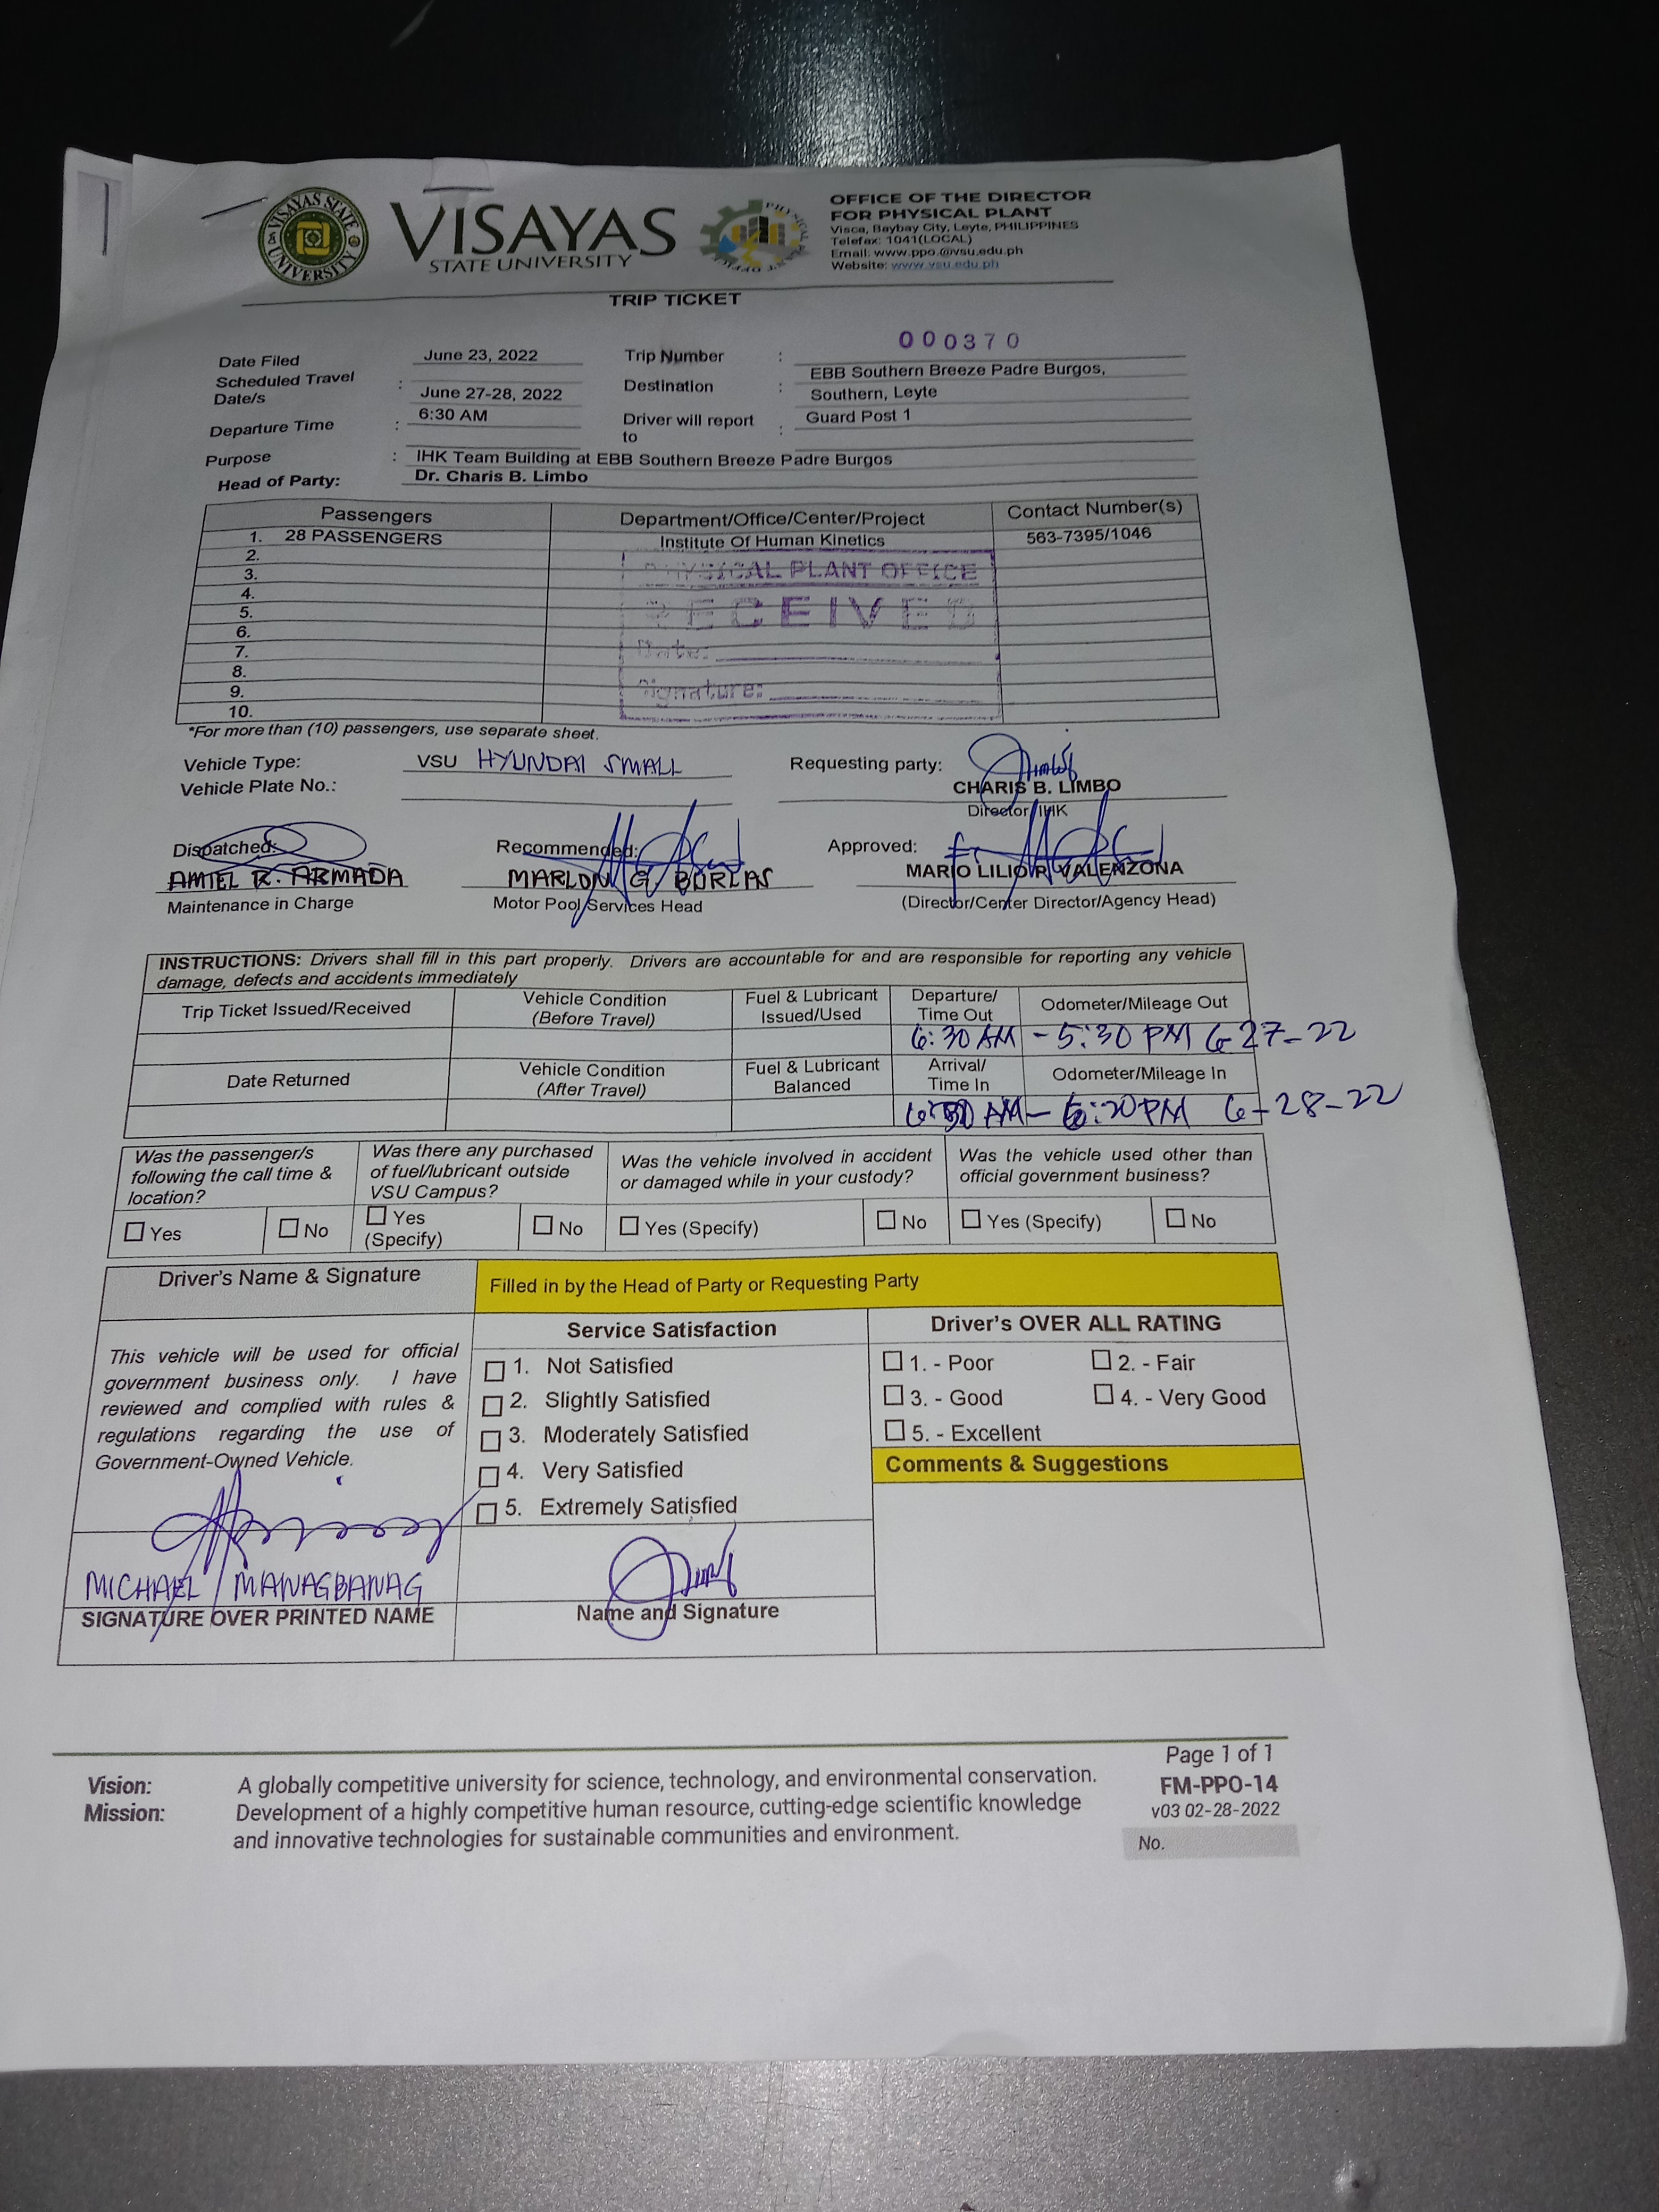 VISAYAS STATE UNIVERSITY
VISAYAS
STATE UNIVERSITY
PHYSICAL PLANT OFFICE
OFFICE OF THE DIRECTOR
FOR PHYSICAL PLANT
Visca, Baybay City, Leyte, PHILIPPINES
Telefax: 1041(LOCAL)
Email: www.ppo.@vsu.edu.ph
Website: www.vsu.edu.ph
TRIP TICKET
Date Filed June 23, 2022 Trip Number : 000370
Scheduled Travel Date/s : June 27-28, 2022 Destination : EBB Southern Breeze Padre Burgos, Southern, Leyte
Departure Time : 6:30 AM Driver will report to : Guard Post 1
Purpose : IHK Team Building at EBB Southern Breeze Padre Burgos
Head of Party: Dr. Charis B. Limbo
Passengers Department/Office/Center/Project Contact Number(s)
1. 28 PASSENGERS Institute Of Human Kinetics 563-7395/1046
2.
3.
4.
5.
6.
7.
8.
9.
10.
PHYSICAL PLANT OFFICE
RECEIVED
Date:
Signature:
*For more than (10) passengers, use separate sheet.
Vehicle Type: VSU HYUNDAI SMALL Requesting party:
Vehicle Plate No.: CHARIS B. LIMBO
Director, IHK
Dispatched: Recommended: Approved:
AMIEL R. ARMADA MARLON G. BURLAS MARIO LILIO R. VALENZONA
Maintenance in Charge Motor Pool Services Head (Director/Center Director/Agency Head)
INSTRUCTIONS: Drivers shall fill in this part properly. Drivers are accountable for and are responsible for reporting any vehicle
damage, defects and accidents immediately
Trip Ticket Issued/Received Vehicle Condition (Before Travel) Fuel & Lubricant Issued/Used Departure/ Time Out Odometer/Mileage Out
6:30 AM - 5:30 PM 6-27-22
Date Returned Vehicle Condition (After Travel) Fuel & Lubricant Balanced Arrival/ Time In Odometer/Mileage In
AM - PM 6-28-22
Was the passenger/s following the call time & location? Was there any purchased of fuel/lubricant outside VSU Campus? Was the vehicle involved in accident or damaged while in your custody? Was the vehicle used other than official government business?
Yes No Yes (Specify) No Yes (Specify) No Yes (Specify) No
Driver's Name & Signature Filled in by the Head of Party or Requesting Party
This vehicle will be used for official
government business only. I have
reviewed and complied with rules &
regulations regarding the use of
Government-Owned Vehicle.
MICHAEL MANAGBANAG
SIGNATURE OVER PRINTED NAME
Service Satisfaction
1. Not Satisfied
2. Slightly Satisfied
3. Moderately Satisfied
4. Very Satisfied
5. Extremely Satisfied
Name and Signature
Driver's OVER ALL RATING
1. - Poor 2. - Fair
3. - Good 4. - Very Good
5. - Excellent
Comments & Suggestions
Vision: A globally competitive university for science, technology, and environmental conservation.
Mission: Development of a highly competitive human resource, cutting-edge scientific knowledge
and innovative technologies for sustainable communities and environment.
Page 1 of 1
FM-PPO-14
v03 02-28-2022
No.